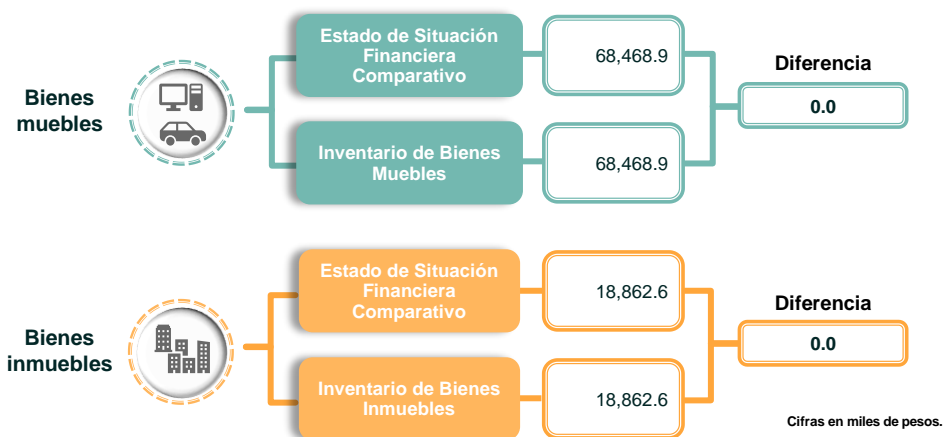 Bienes
muebles
Estado de Situación
Financiera
Comparativo
68,468.9
Inventario de Bienes
Muebles
68,468.9
Diferencia
0.0
Bienes
inmuebles
Estado de Situación
Financiera
Comparativo
18,862.6
Inventario de Bienes
Inmuebles
18,862.6
Diferencia
0.0
Cifras en miles de pesos.